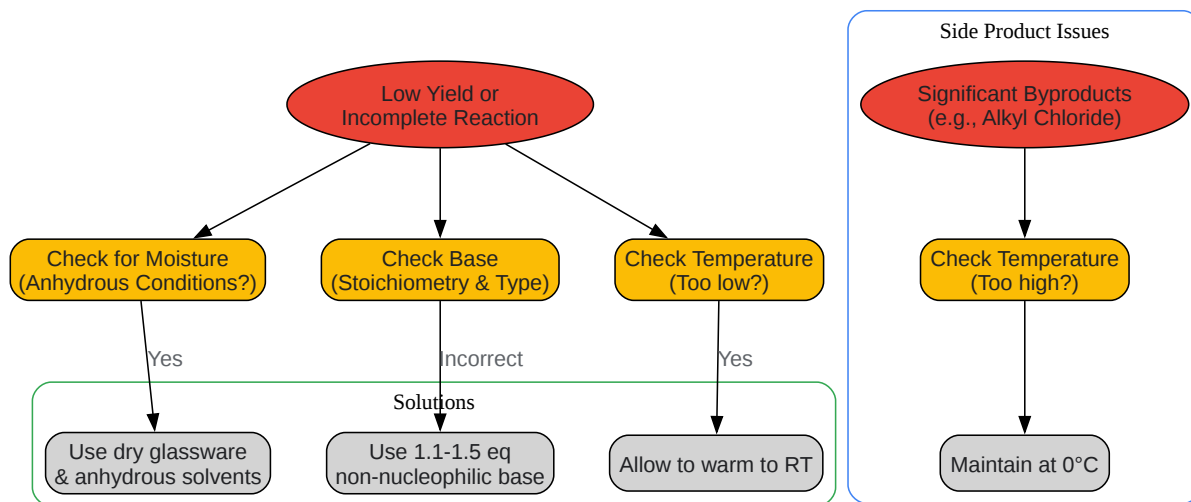 Side Product Issues
Low Yield or
Incomplete Reaction
Significant Byproducts
(e.g., Alkyl Chloride)
Check for Moisture
(Anhydrous Conditions?)
Check Base
(Stoichiometry & Type)
Check Temperature
(Too low?)
Check Temperature
(Too high?)
Yes
Incorrect
Yes
Solutions
Use dry glassware
& anhydrous solvents
Use 1.1-1.5 eq
non-nucleophilic base
Allow to warm to RT
Maintain at 0°C